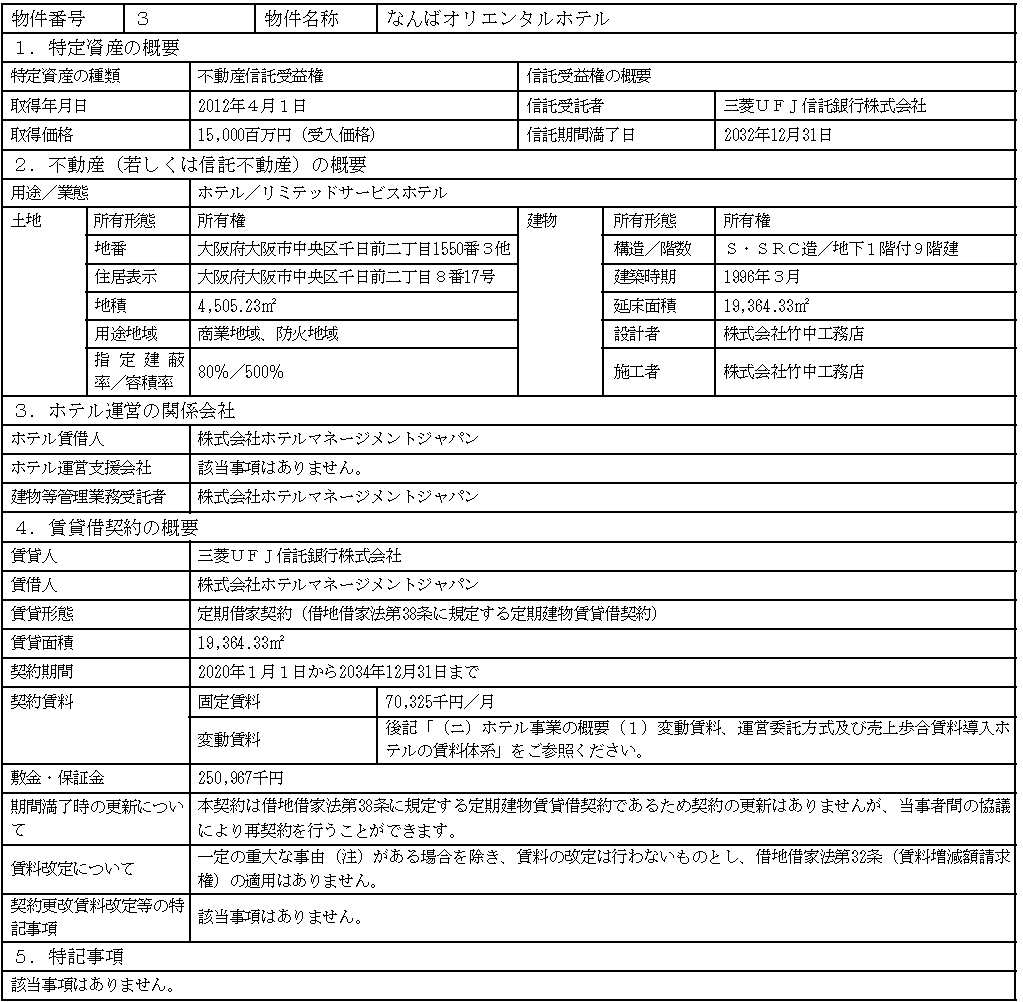 物件番号 ３ 物件名称 なんばオリエンタルホテル
１．特定資産の概要
特定資産の種類 不動産信託受益権 信託受益権の概要
取得年月日 2012年４月１日 信託受託者 三菱ＵＦＪ信託銀行株式会社
取得価格 15,000百万円（受入価格） 信託期間満了日 2032年12月31日
２．不動産（若しくは信託不動産）の概要
用途／業態 ホテル／リミテッドサービスホテル
土地 所有形態 所有権 建物 所有形態 所有権
地番 大阪府大阪市中央区千日前二丁目1550番３他 構造／階数 Ｓ・ＳＲＣ造／地下１階付９階建
住居表示 大阪府大阪市中央区千日前二丁目８番17号 建築時期 1996年３月
地積 4,505.23㎡ 延床面積 19,364.33㎡
用途地域 商業地域、防火地域 設計者 株式会社竹中工務店
指定建蔽
率／容積率 80％／500％ 施工者 株式会社竹中工務店
３．ホテル運営の関係会社
ホテル賃借人 株式会社ホテルマネージメントジャパン
ホテル運営支援会社 該当事項はありません。
建物等管理業務受託者 株式会社ホテルマネージメントジャパン
４．賃貸借契約の概要
賃貸人 三菱ＵＦＪ信託銀行株式会社
賃借人 株式会社ホテルマネージメントジャパン
賃貸形態 定期借家契約（借地借家法第38条に規定する定期建物賃貸借契約）
賃貸面積 19,364.33㎡
契約期間 2020年１月１日から2034年12月31日まで
契約賃料 固定賃料 70,325千円／月
変動賃料 後記「（ニ）ホテル事業の概要（１）変動賃料、運営委託方式及び売上歩合賃料導入ホ
テルの賃料体系」をご参照ください。
敷金・保証金 250,967千円
期間満了時の更新につい
て 本契約は借地借家法第38条に規定する定期建物賃貸借契約であるため契約の更新はありませんが、当事者間の協議
により再契約を行うことができます。
賃料改定について 一定の重大な事由（注）がある場合を除き、賃料の改定は行わないものとし、借地借家法第32条（賃料増減額請求
権）の適用はありません。
契約更改賃料改定等の特
記事項 該当事項はありません。
５．特記事項
該当事項はありません。